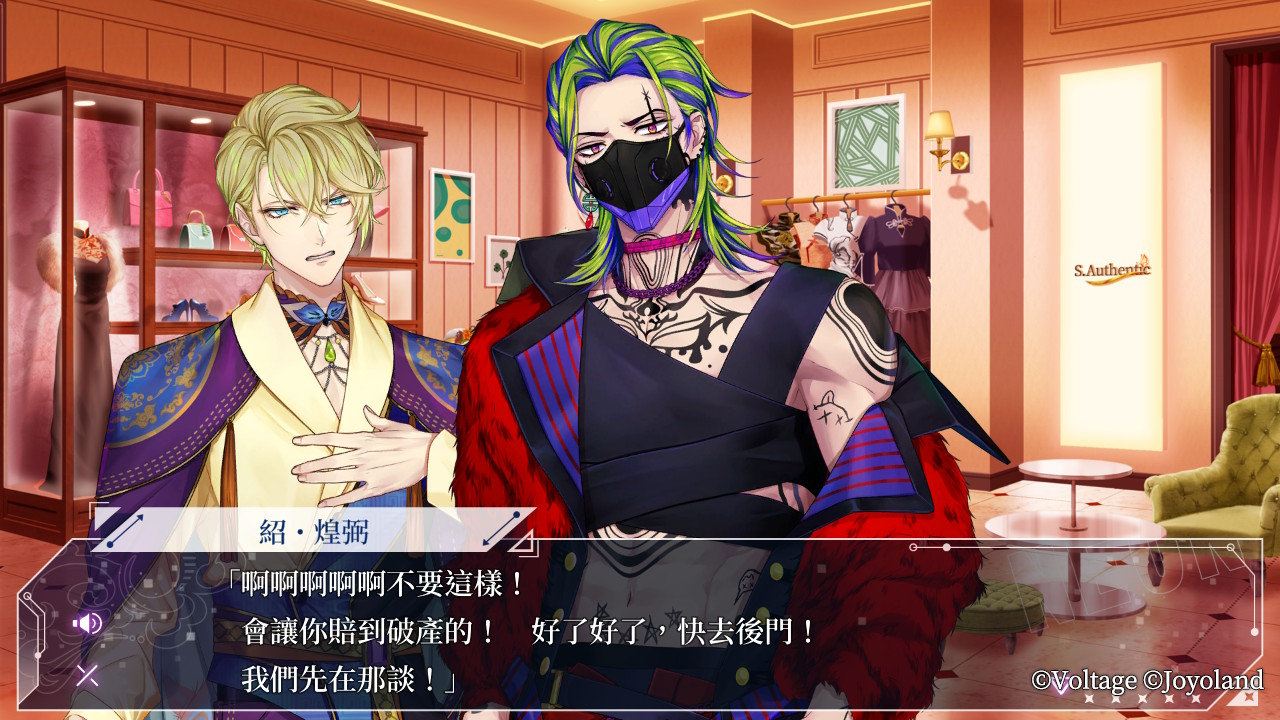 S.Authentic
紹・煌弼
「啊啊啊啊啊不要這樣！
會讓你賠到破產的！　好了好了，快去後門！
我們先在那談！」
©Voltage ©Joyoland